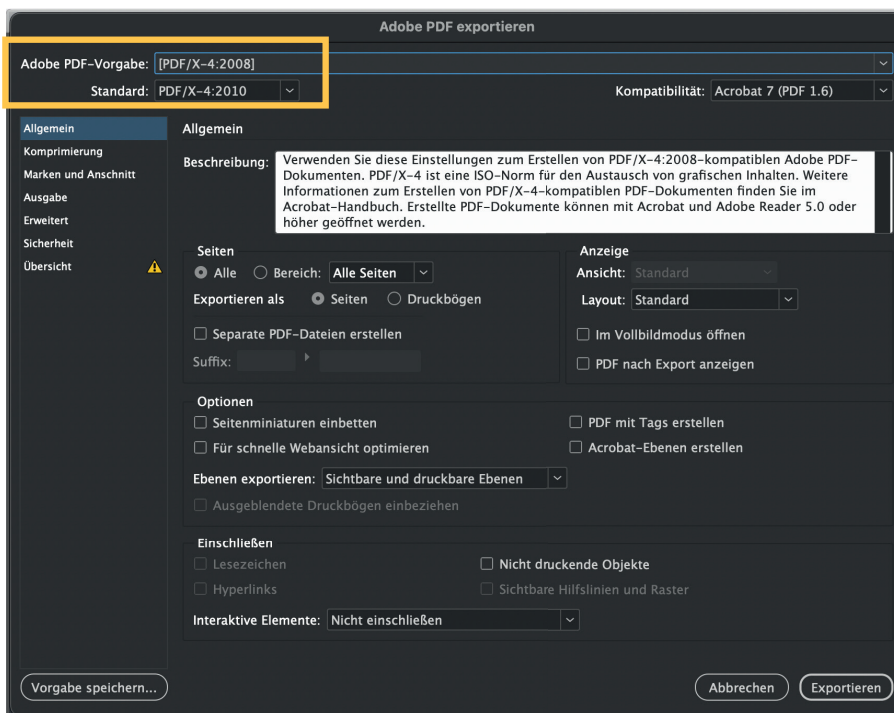 Adobe PDF exportieren
Adobe PDF-Vorgabe: [PDF/X-4:2008]
Standard: PDF/X-4:2010 Kompatibilität: Acrobat 7 (PDF 1.6)
Allgemein
Komprimierung
Marken und Anschnitt
Ausgabe
Erweitert
Sicherheit
Übersicht
Allgemein
Beschreibung: Verwenden Sie diese Einstellungen zum Erstellen von PDF/X-4:2008-kompatiblen Adobe PDF-
Dokumenten. PDF/X-4 ist eine ISO-Norm für den Austausch von grafischen Inhalten. Weitere
Informationen zum Erstellen von PDF/X-4-kompatiblen PDF-Dokumenten finden Sie im
Acrobat-Handbuch. Erstellte PDF-Dokumente können mit Acrobat und Adobe Reader 5.0 oder
höher geöffnet werden.
Seiten
Alle Bereich: Alle Seiten
Exportieren als Seiten Druckbögen
Separate PDF-Dateien erstellen
Suffix:
Anzeige
Ansicht: Standard
Layout: Standard
Im Vollbildmodus öffnen
PDF nach Export anzeigen
Optionen
Seitenminiaturen einbetten PDF mit Tags erstellen
Für schnelle Webansicht optimieren Acrobat-Ebenen erstellen
Ebenen exportieren: Sichtbare und druckbare Ebenen
Ausgeblendete Druckbögen einbeziehen
Einschließen
Lesezeichen Nicht druckende Objekte
Hyperlinks Sichtbare Hilfslinien und Raster
Interaktive Elemente: Nicht einschließen
Vorgabe speichern... Abbrechen Exportieren